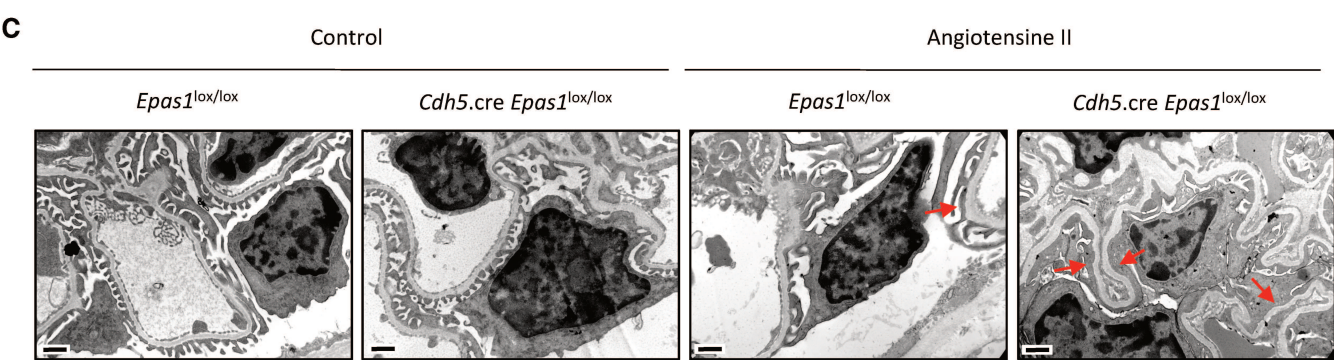 C
Control
Angiotensine II
Epas1lox/lox
Cdh5.cre Epas1lox/lox
Epas1lox/lox
Cdh5.cre Epas1lox/lox